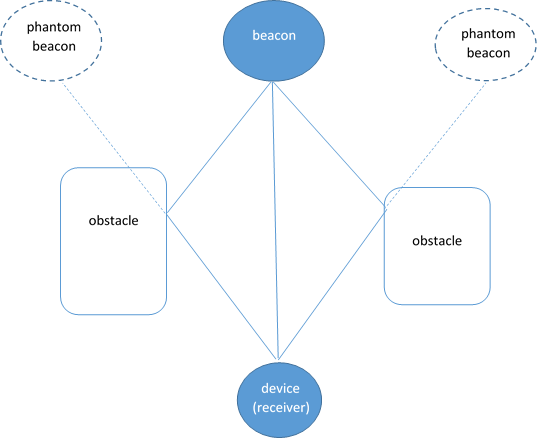 phantom
beacon
beacon
phantom
beacon
obstacle
obstacle
device
(receiver)